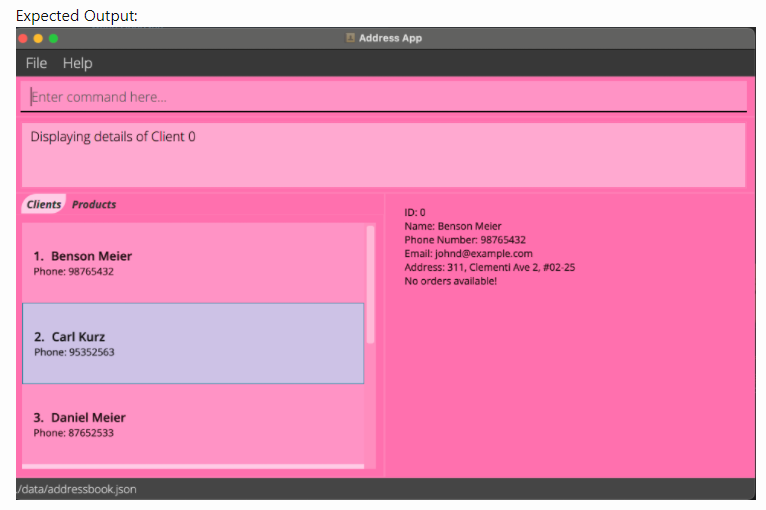 Expected Output:
Address App
File Help
Enter command here...
Displaying details of Client 0
Clients Products
1. Benson Meier
Phone: 98765432
2. Carl Kurz
Phone: 95352563
3. Daniel Meier
Phone: 87652533
ID: 0
Name: Benson Meier
Phone Number: 98765432
Email: johnd@example.com
Address: 311, Clementi Ave 2, #02-25
No orders available!
./data/addressbook.json